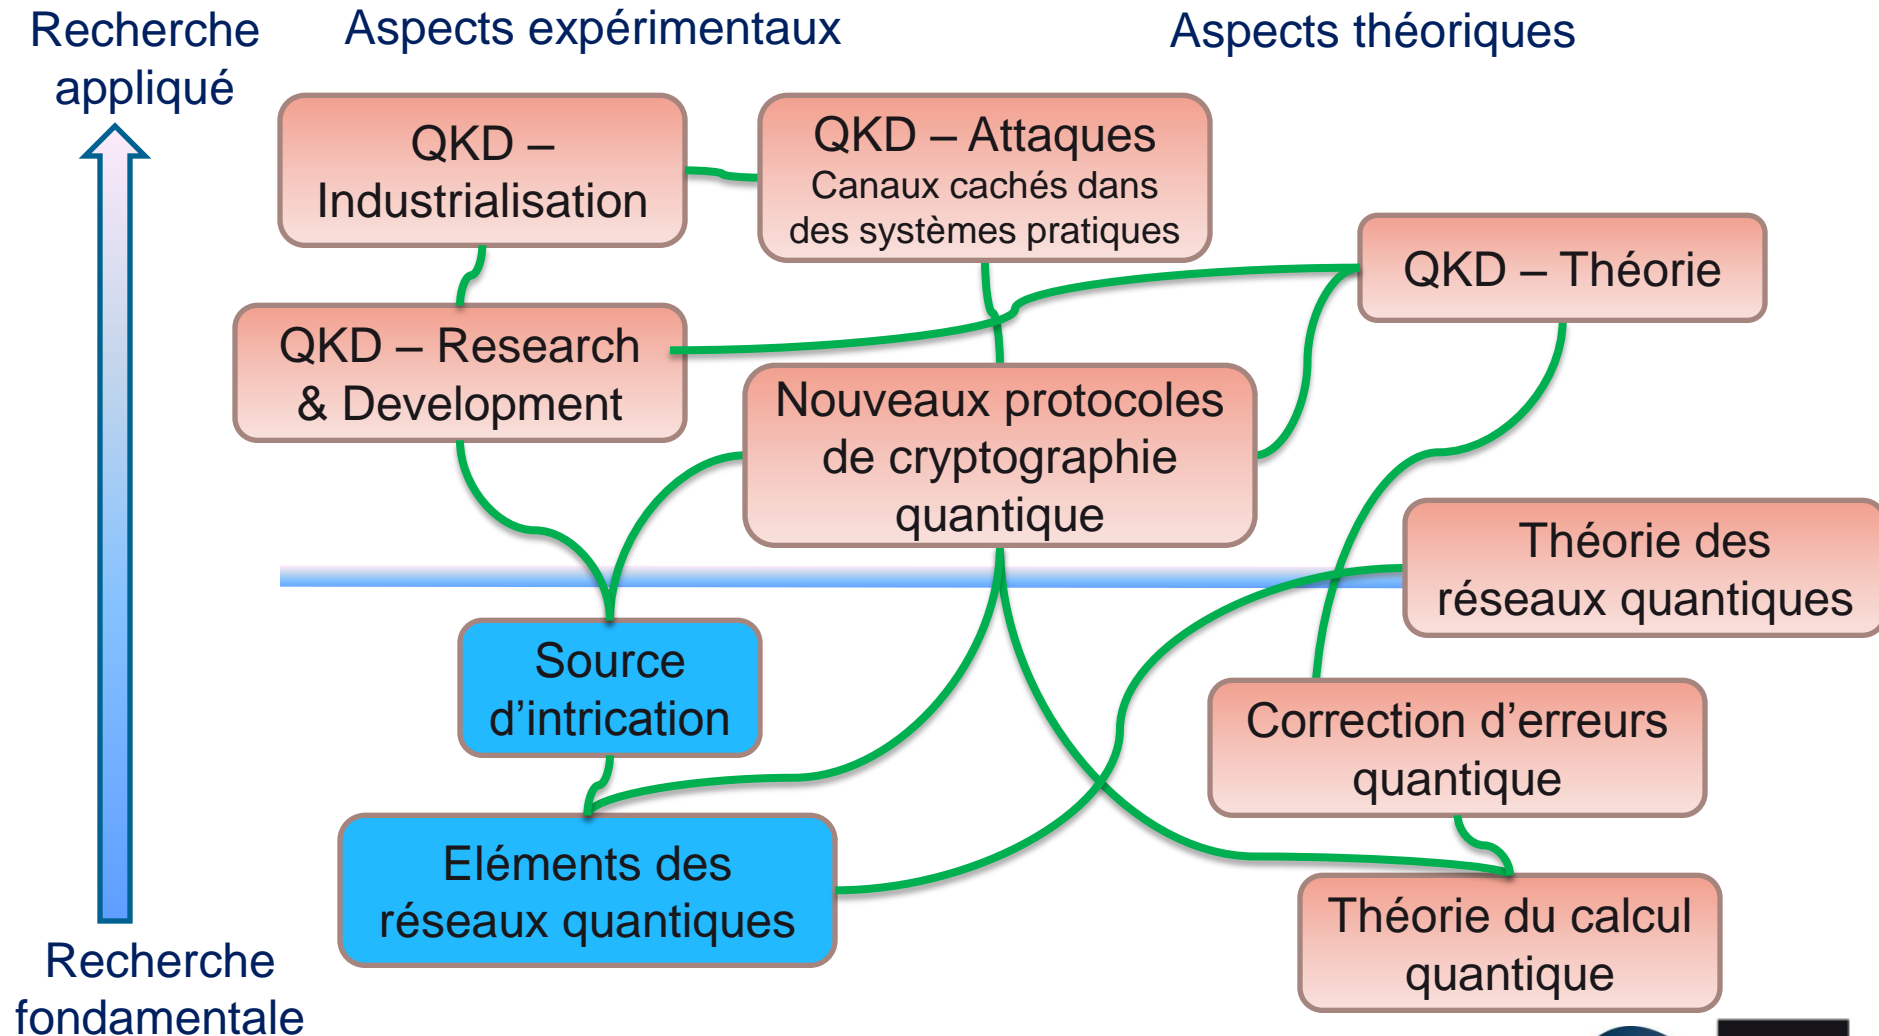 Recherche
appliqué
Aspects expérimentaux
Aspects théoriques
QKD –
Industrialisation
QKD – Attaques
Canaux cachés dans
des systèmes pratiques
QKD – Théorie
QKD – Research
& Development
Nouveaux protocoles
de cryptographie
quantique
Théorie des
réseaux quantiques
Source
d’intrication
Correction d’erreurs
quantique
Eléments des
réseaux quantiques
Théorie du calcul
quantique
Recherche
fondamentale